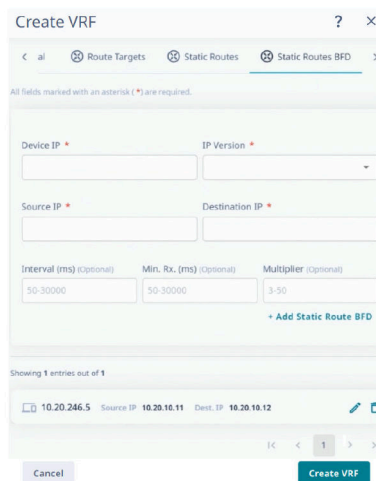 Create VRF ?
al Route Targets Static Routes Static Routes BFD
All fields marked with an asterisk ( *) are required.
Device IP * IP Version *
Source IP * Destination IP *
Interval (ms) (Optional) Min. Rx. (ms) (Optional) Multiplier (Optional)
50-30000 50-30000 3-50
+ Add Static Route BFD
Showing 1 entries out of 1
10.20.246.5 Source IP 10.20.10.11 Dest. IP 10.20.10.12
1
Cancel Create VRF